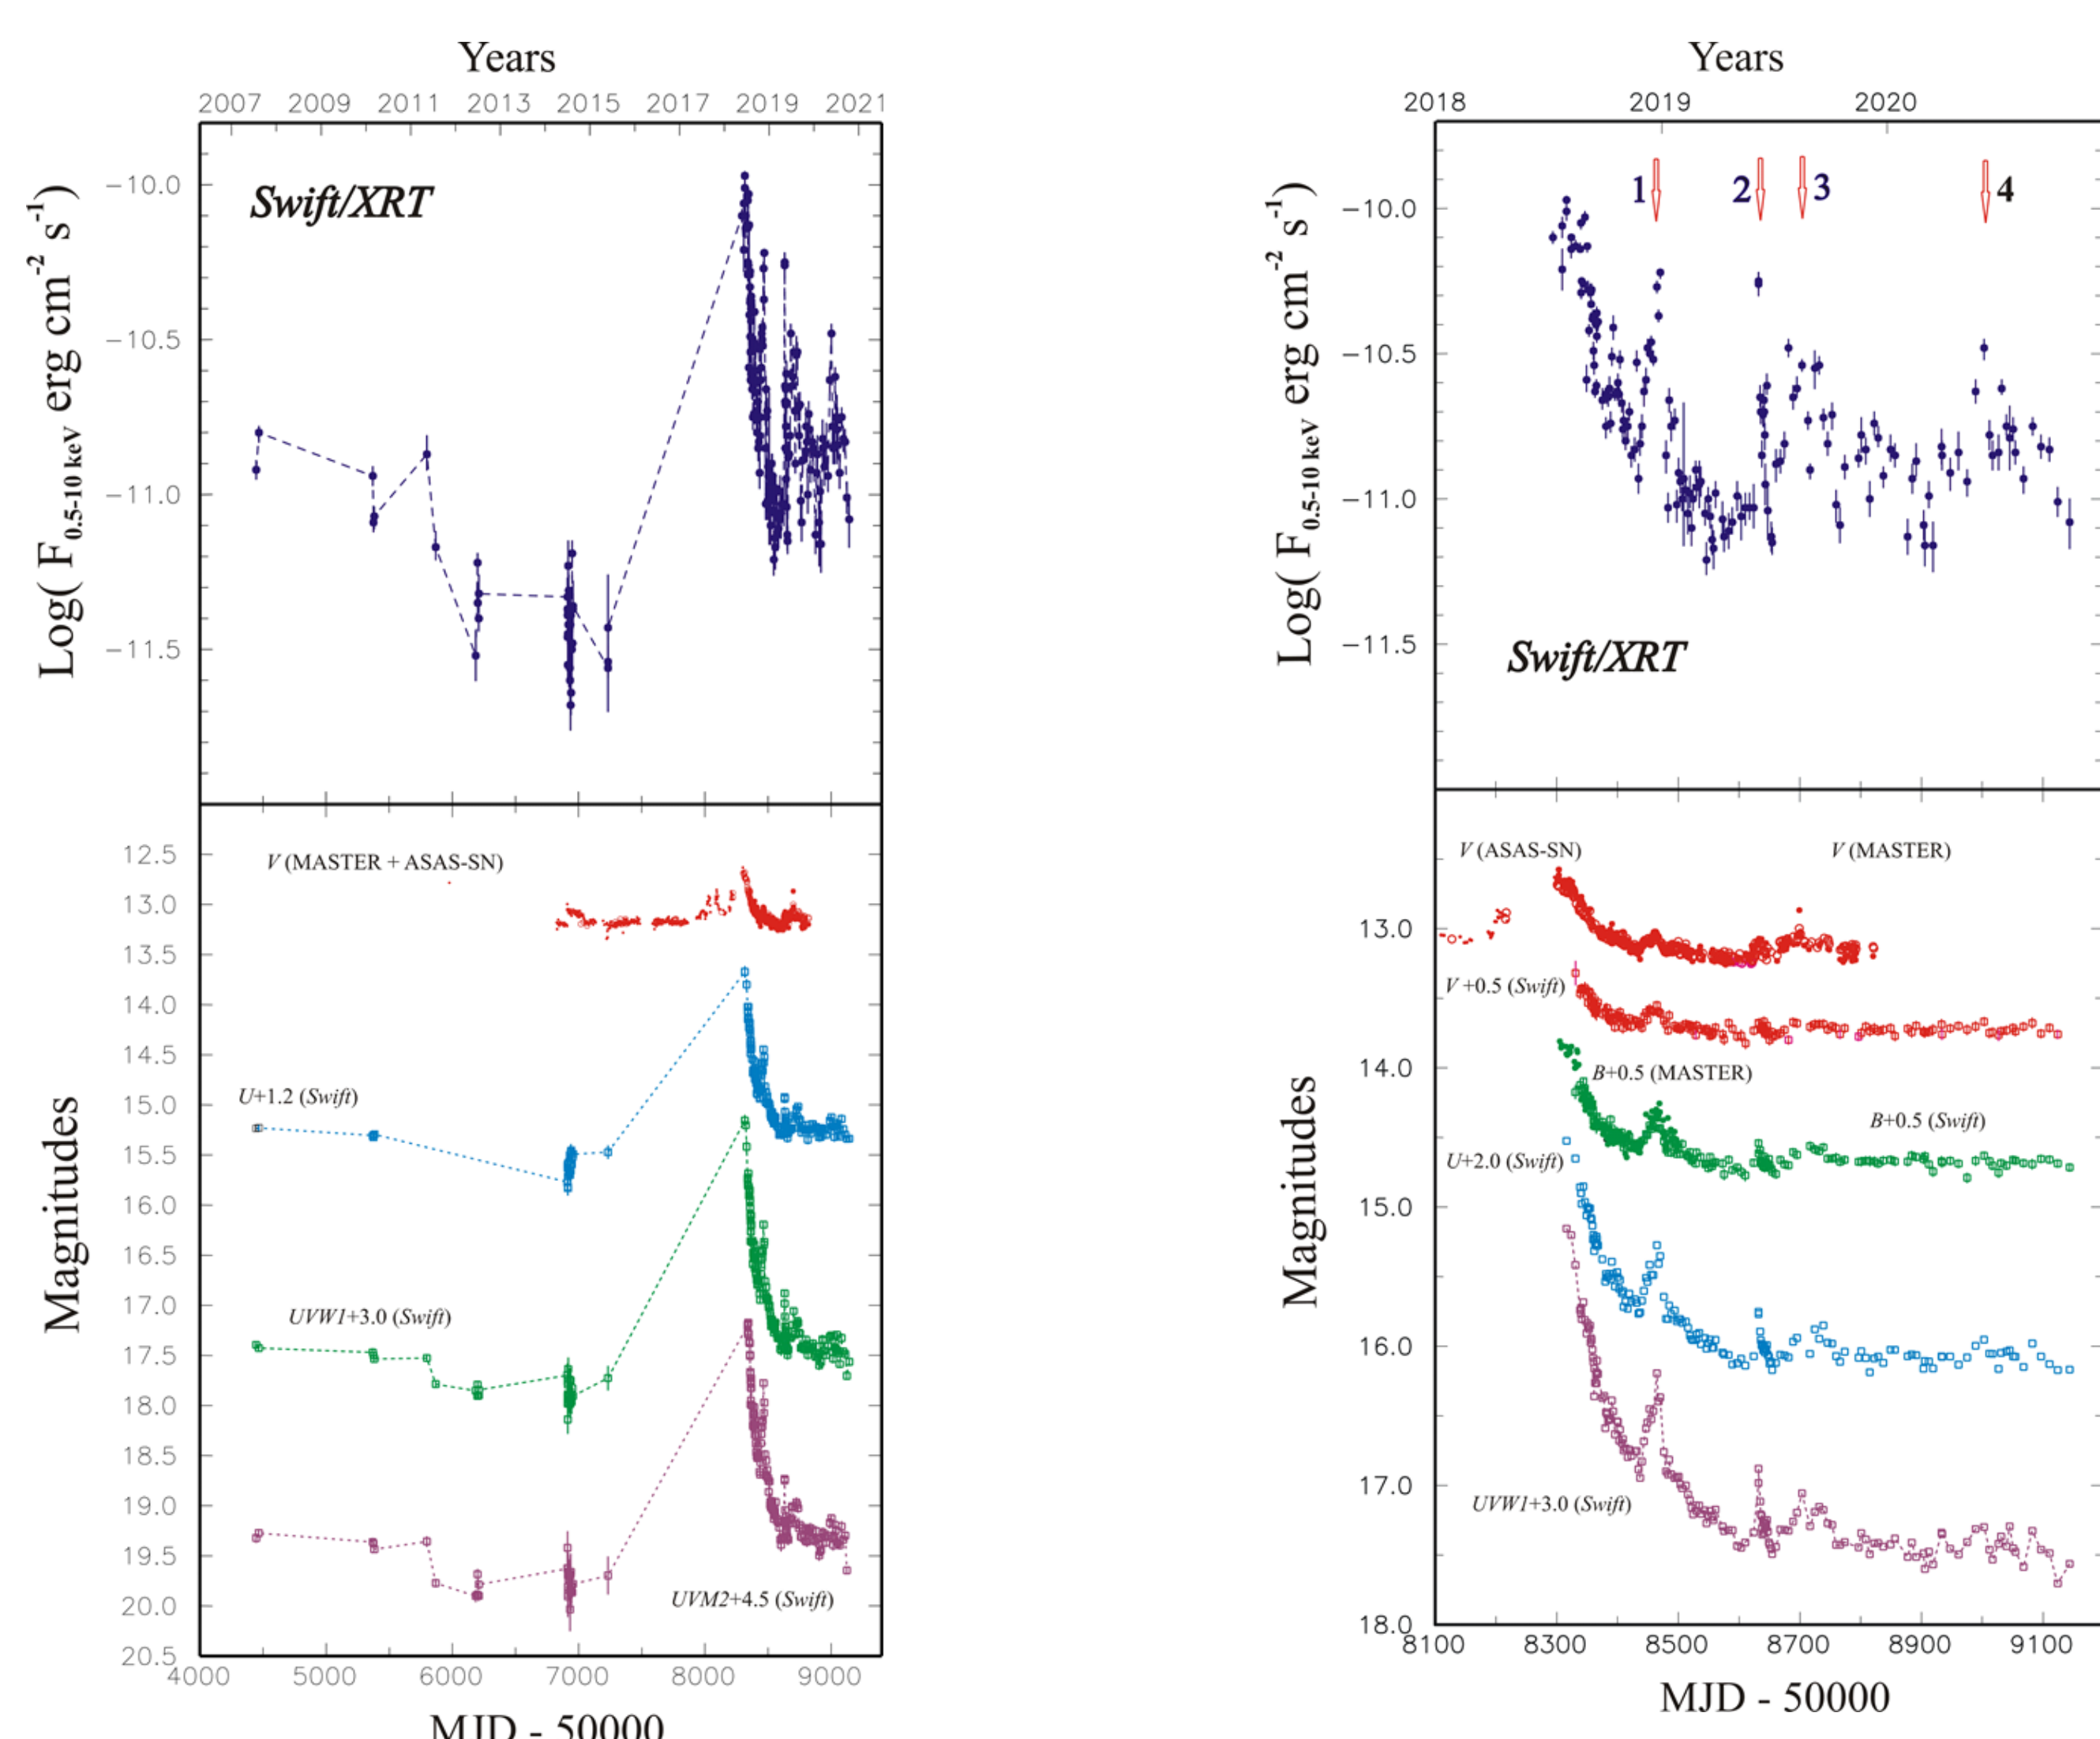 Years
2007 2009 2011 2013 2015 2017 2019 2021
Swift/XRT
Log( F0.5-10 keV erg cm-2 s-1)
−10.0
−10.5
−11.0
−11.5
V (MASTER + ASAS-SN)
U+1.2 (Swift)
UVW1+3.0 (Swift)
UVM2+4.5 (Swift)
Magnitudes
12.5
13.0
13.5
14.0
14.5
15.0
15.5
16.0
16.5
17.0
17.5
18.0
18.5
19.0
19.5
20.0
20.5
4000 5000 6000 7000 8000 9000
MJD - 50000
Years
2018 2019 2020
1 2 3 4
Log( F0.5-10 keV erg cm-2 s-1)
−10.0
−10.5
−11.0
−11.5
Swift/XRT
V (ASAS-SN) V (MASTER)
V +0.5 (Swift)
B+0.5 (MASTER)
B+0.5 (Swift)
U+2.0 (Swift)
UVW1+3.0 (Swift)
Magnitudes
13.0
14.0
15.0
16.0
17.0
18.0
8100 8300 8500 8700 8900 9100
MJD - 50000